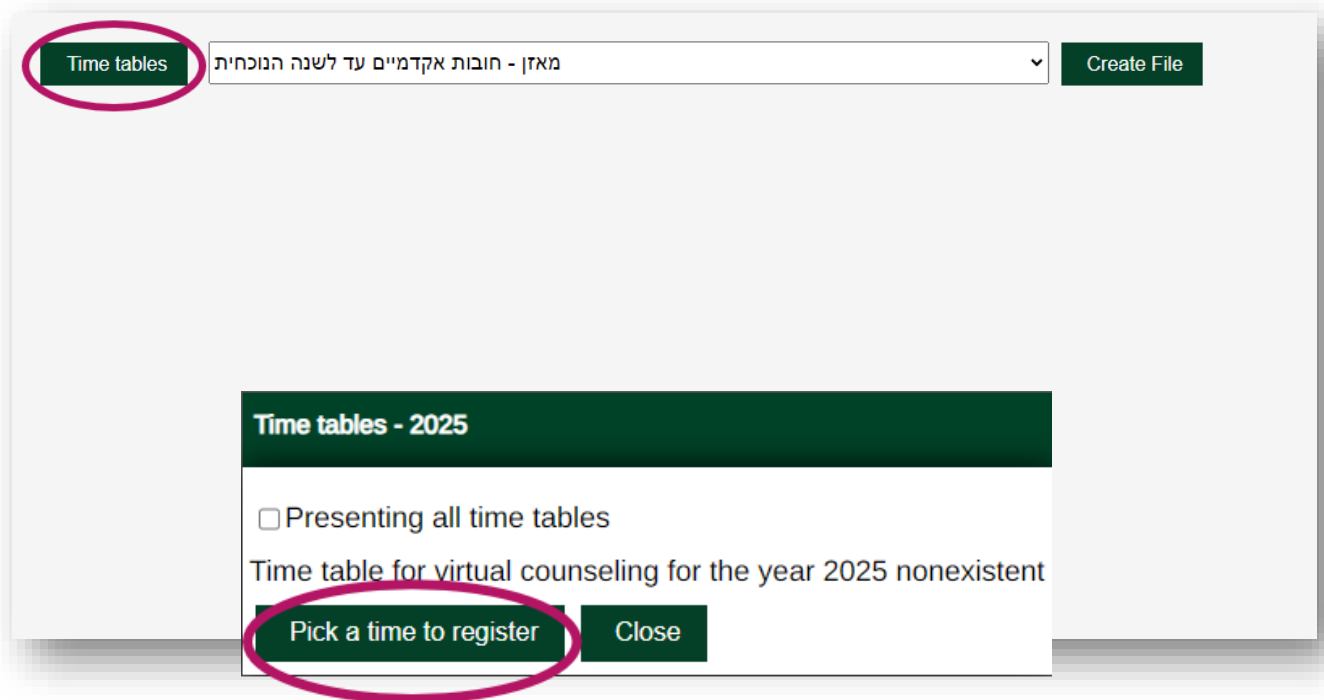 Time tables
מאזן - חובות אקדמיים עד לשנה הנוכחית
Create File
Time tables - 2025
Presenting all time tables
Time table for virtual counseling for the year 2025 nonexistent
Pick a time to register
Close